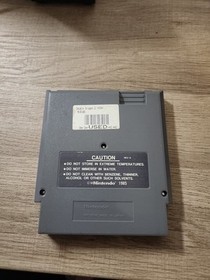 USED
CAUTION
•DO NOT STORE IN EXTREME TEMPERATURES.
•DO NOT IMMERSE IN WATER.
•DO NOT CLEAN WITH BENZENE, THINNER,
ALCOHOL OR OTHER SUCH SOLVENTS.
©Nintendo 1985